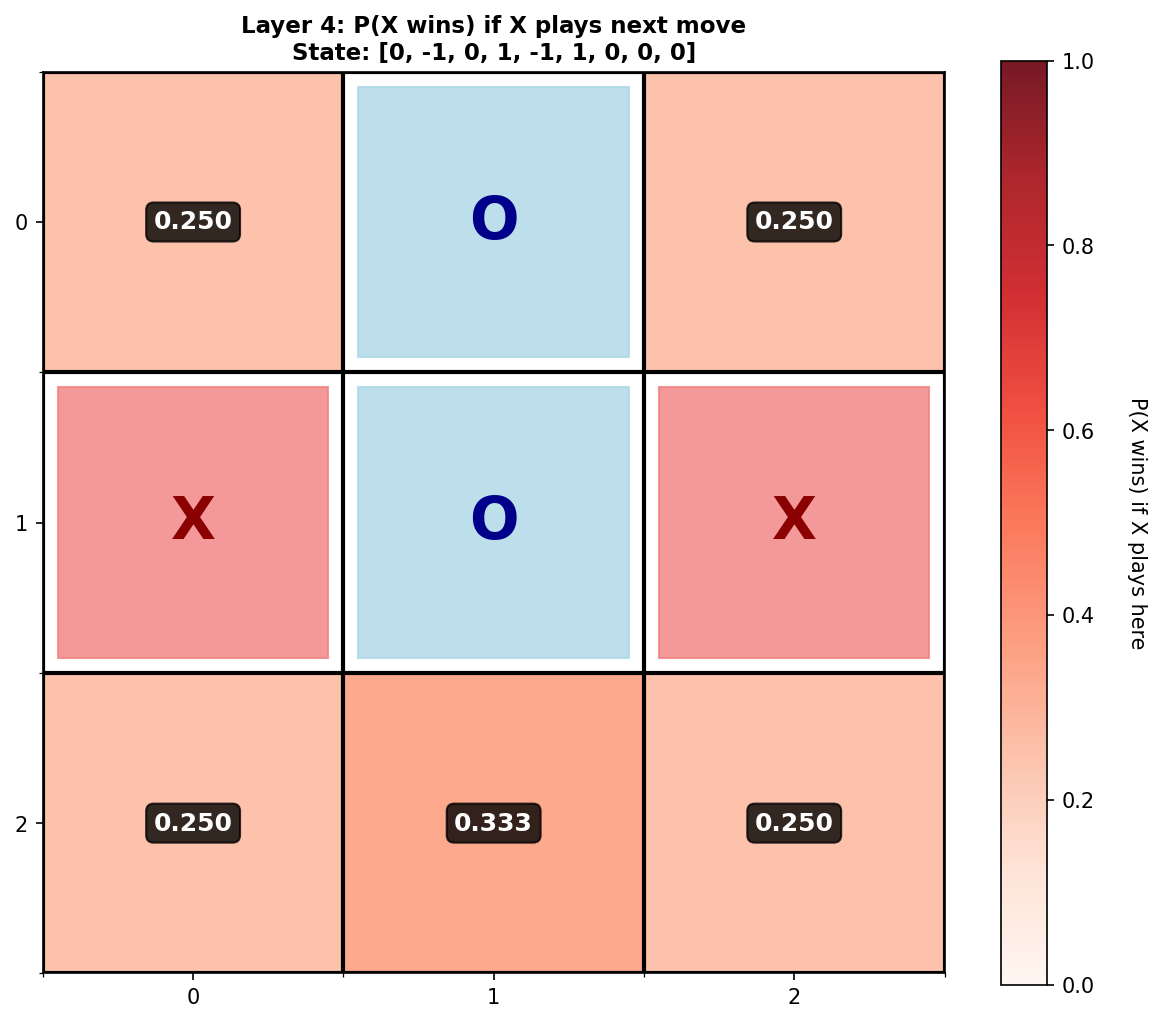 Layer 4: P(X wins) if X plays next move
State: [0, -1, 0, 1, -1, 1, 0, 0, 0]
0
0.250
O
0.250
1
X
O
X
2
0.250
0.333
0.250
0
1
2
1.0
0.8
0.6
0.4
0.2
0.0
P(X wins) if X plays here